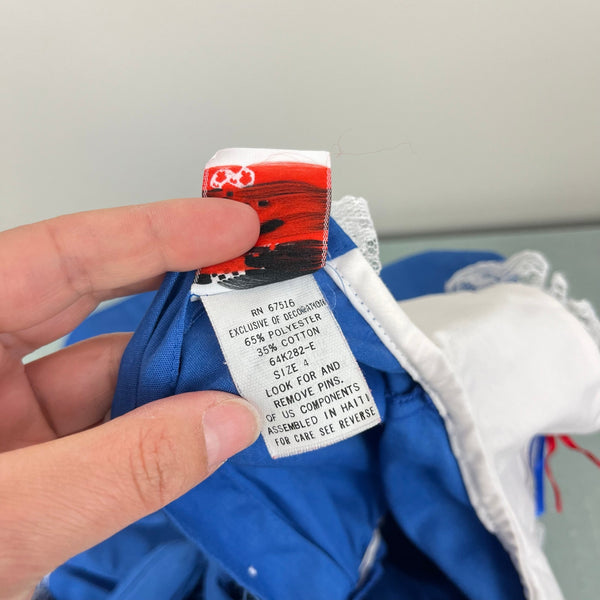 RN 67516
EXCLUSIVE OF DECORATION
65% POLYESTER
35% COTTON
64K282-E
SIZE 4
LOOK FOR AND
REMOVE PINS.
OF US COMPONENTS
ASSEMBLED IN HAITI
FOR CARE SEE REVERSE